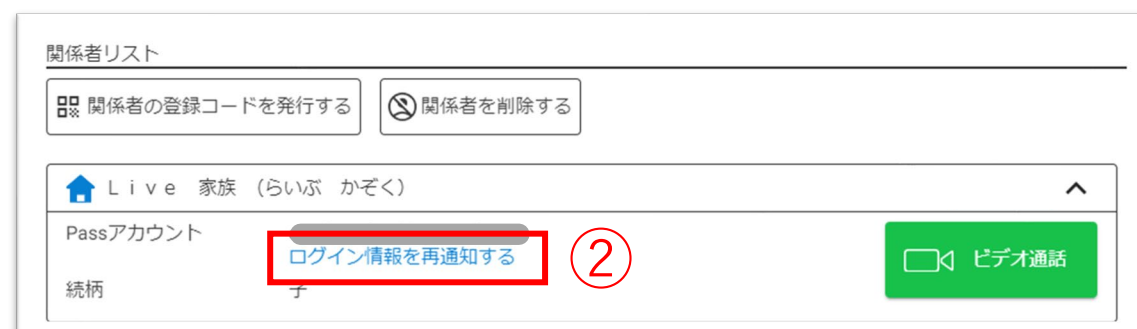 関係者リスト
関係者の登録コードを発行する 関係者を削除する
Ｌｉｖｅ　家族　（らいぶ　かぞく）
Passアカウント
ログイン情報を再通知する ② ビデオ通話
続柄 子